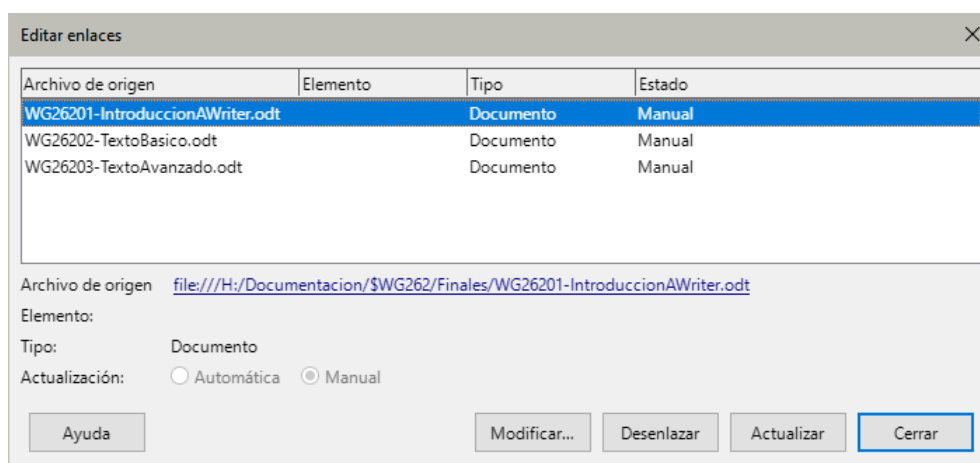 Editar enlaces
Archivo de origen Elemento Tipo Estado
WG26201-IntroduccionAWriter.odt Documento Manual
WG26202-TextoBasico.odt Documento Manual
WG26203-TextoAvanzado.odt Documento Manual
Archivo de origen file:///H:/Documentacion/$WG262/Finales/WG26201-IntroduccionAWriter.odt
Elemento:
Tipo: Documento
Actualización: Automática Manual
Ayuda Modificar... Desenlazar Actualizar Cerrar